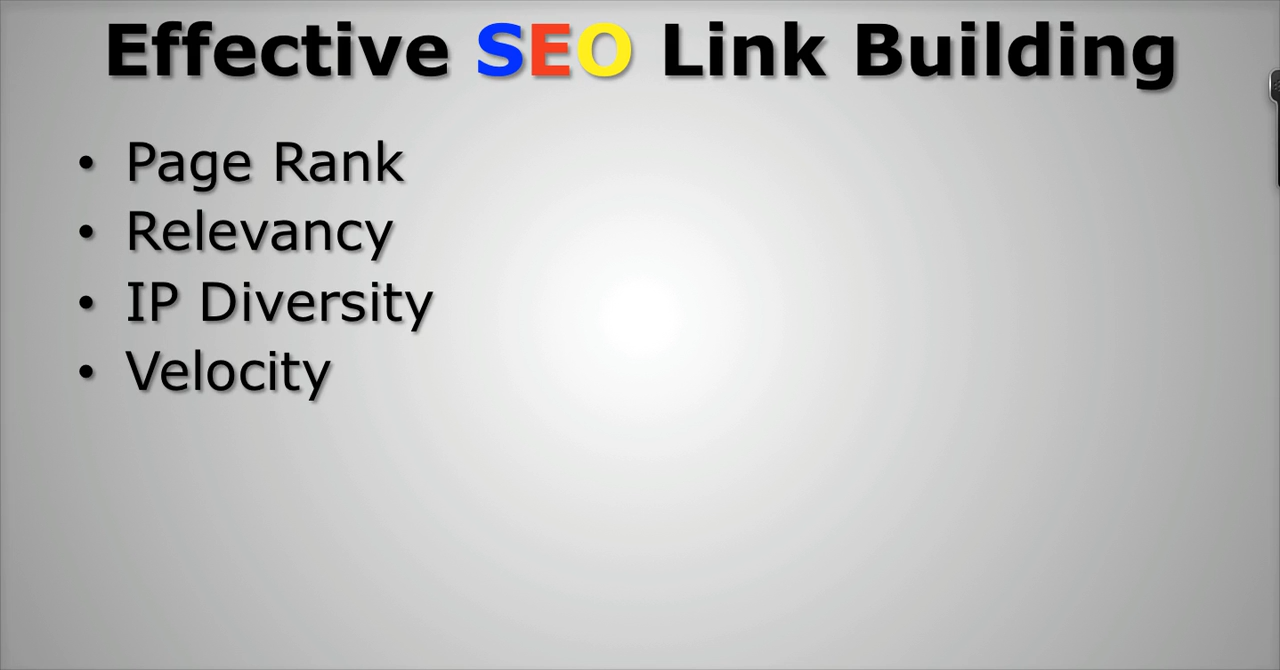 Effective SEO Link Building
• Page Rank
• Relevancy
• IP Diversity
• Velocity